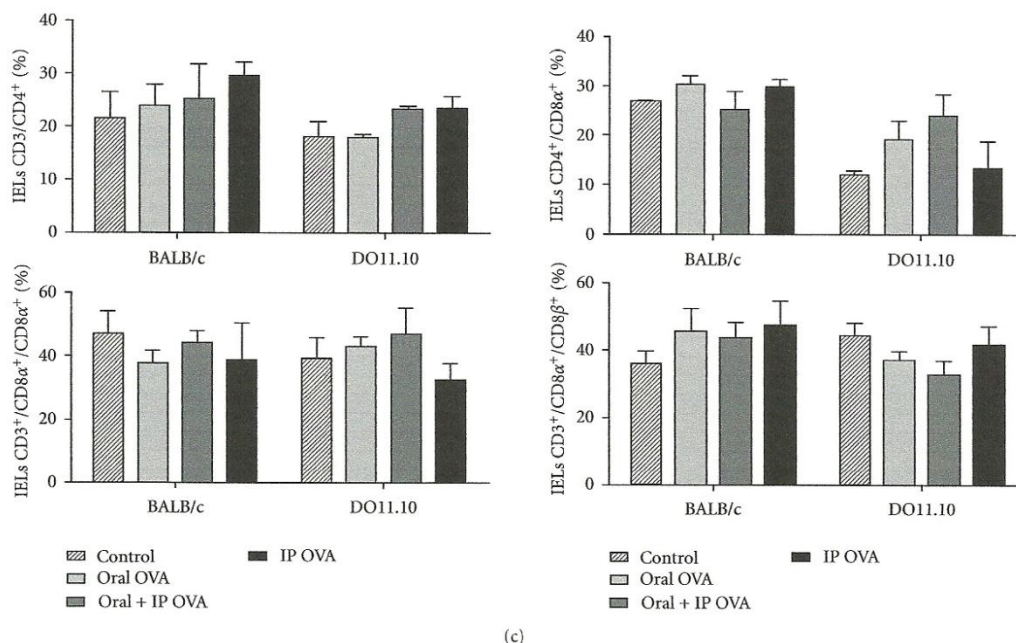 IELs CD3/CD4⁺ (%)
40
30
20
10
0
BALB/c
DO11.10
IELs CD4⁺/CD8α⁺ (%)
40
30
20
10
0
BALB/c
DO11.10
IELs CD3⁺/CD8α⁺/CD8α⁺ (%)
60
40
20
0
BALB/c
DO11.10
Control
Oral OVA
Oral + IP OVA
IP OVA
IELs CD3⁺/CD8α⁺/CD8β⁺ (%)
60
40
20
0
BALB/c
DO11.10
Control
Oral OVA
Oral + IP OVA
IP OVA
(c)